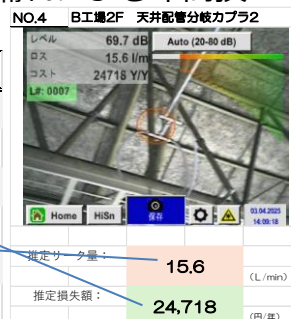 NO.4 B工場2F 天井配管分岐カプラ2
レベル 69.7 dB
Auto (20-80 dB)
ロス 15.6 l/m
コスト 24718 Y/Y
L#: 0007
Home HiSn 保存
03.04.2025
14:09:18
推定リーク量: 15.6 (L/min)
推定損失額: 24,718 (円/年)